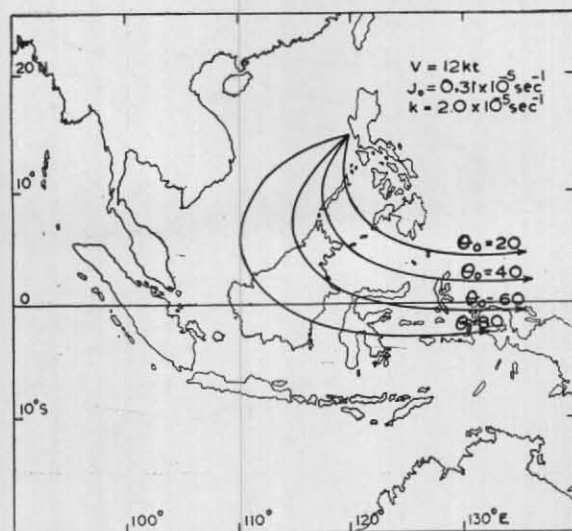 20 N
V = 12kt
J₀ = 0.31 x 10⁻⁵ sec⁻¹
k = 2.0 x 10⁻⁵ sec⁻¹
10°
θ₀=20
θ₀=40
0
θ₀=60
θ₀=80
10°S
100°
110°
120°
130°E